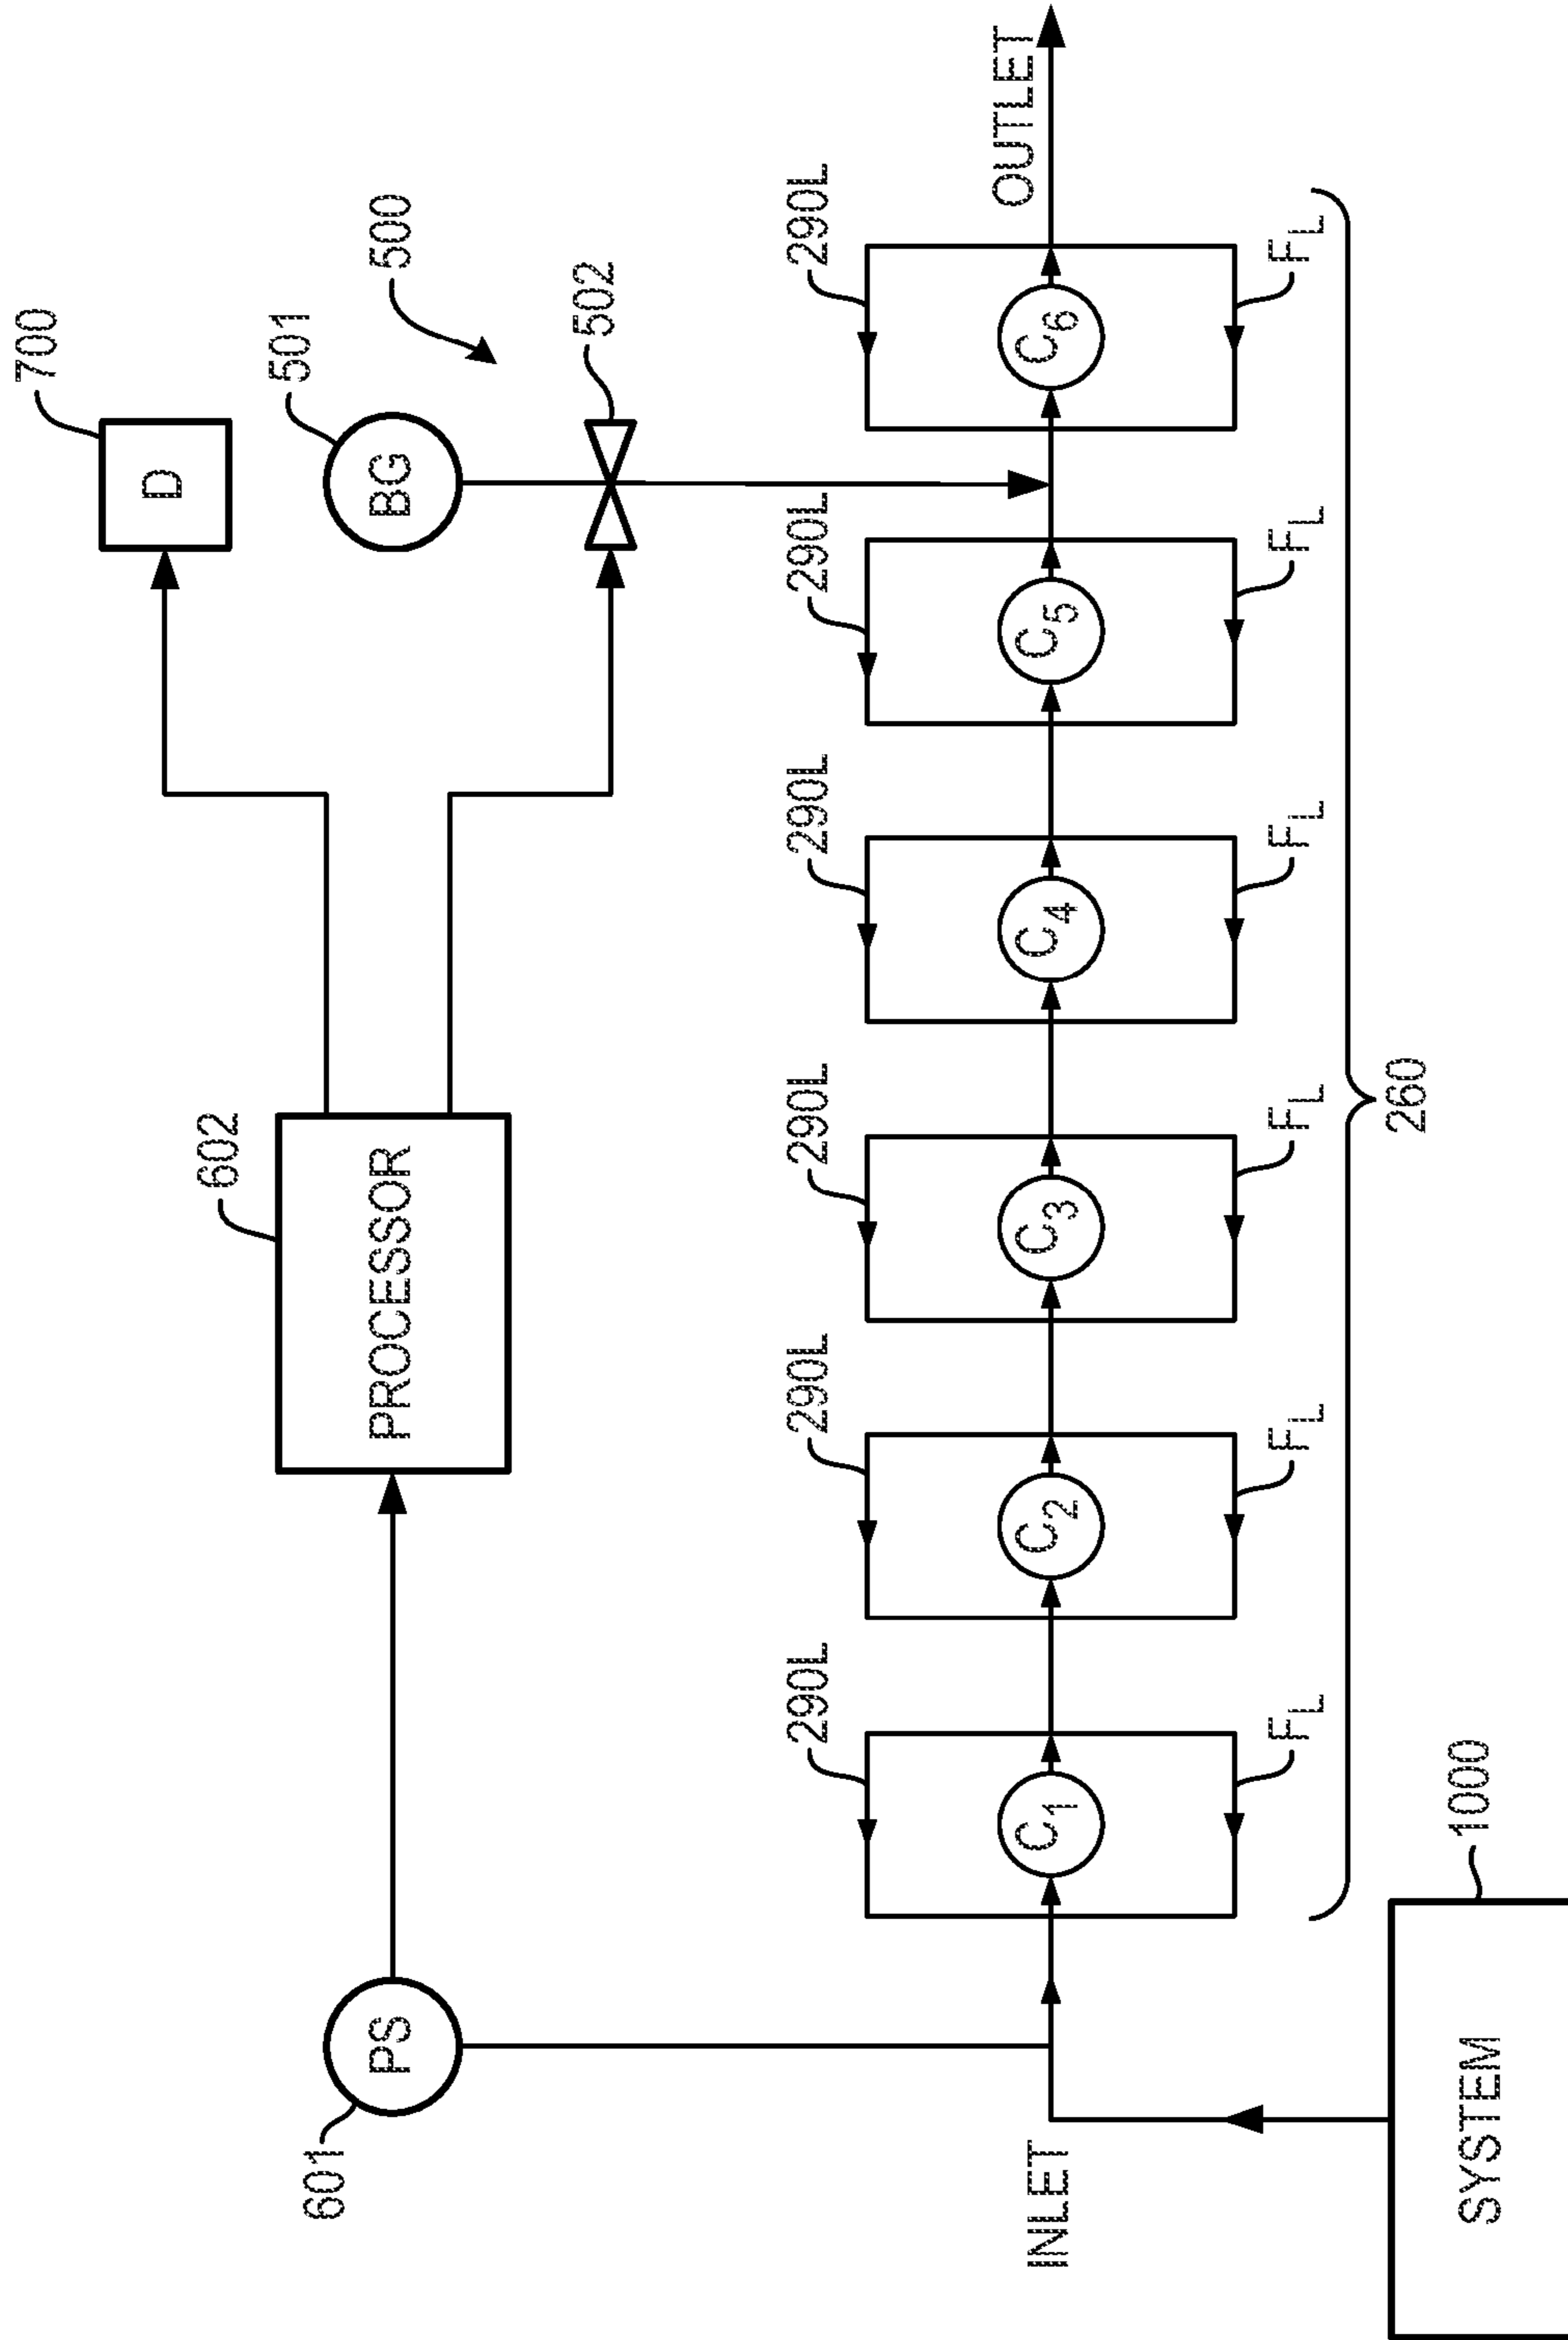 700
D
501
BG
500
502
602
PROCESSOR
601
PS
290L
290L
290L
290L
290L
290L
INLET
C1
C2
C3
C4
C5
C6
OUTLET
FL
FL
FL
FL
FL
FL
260
1000
SYSTEM